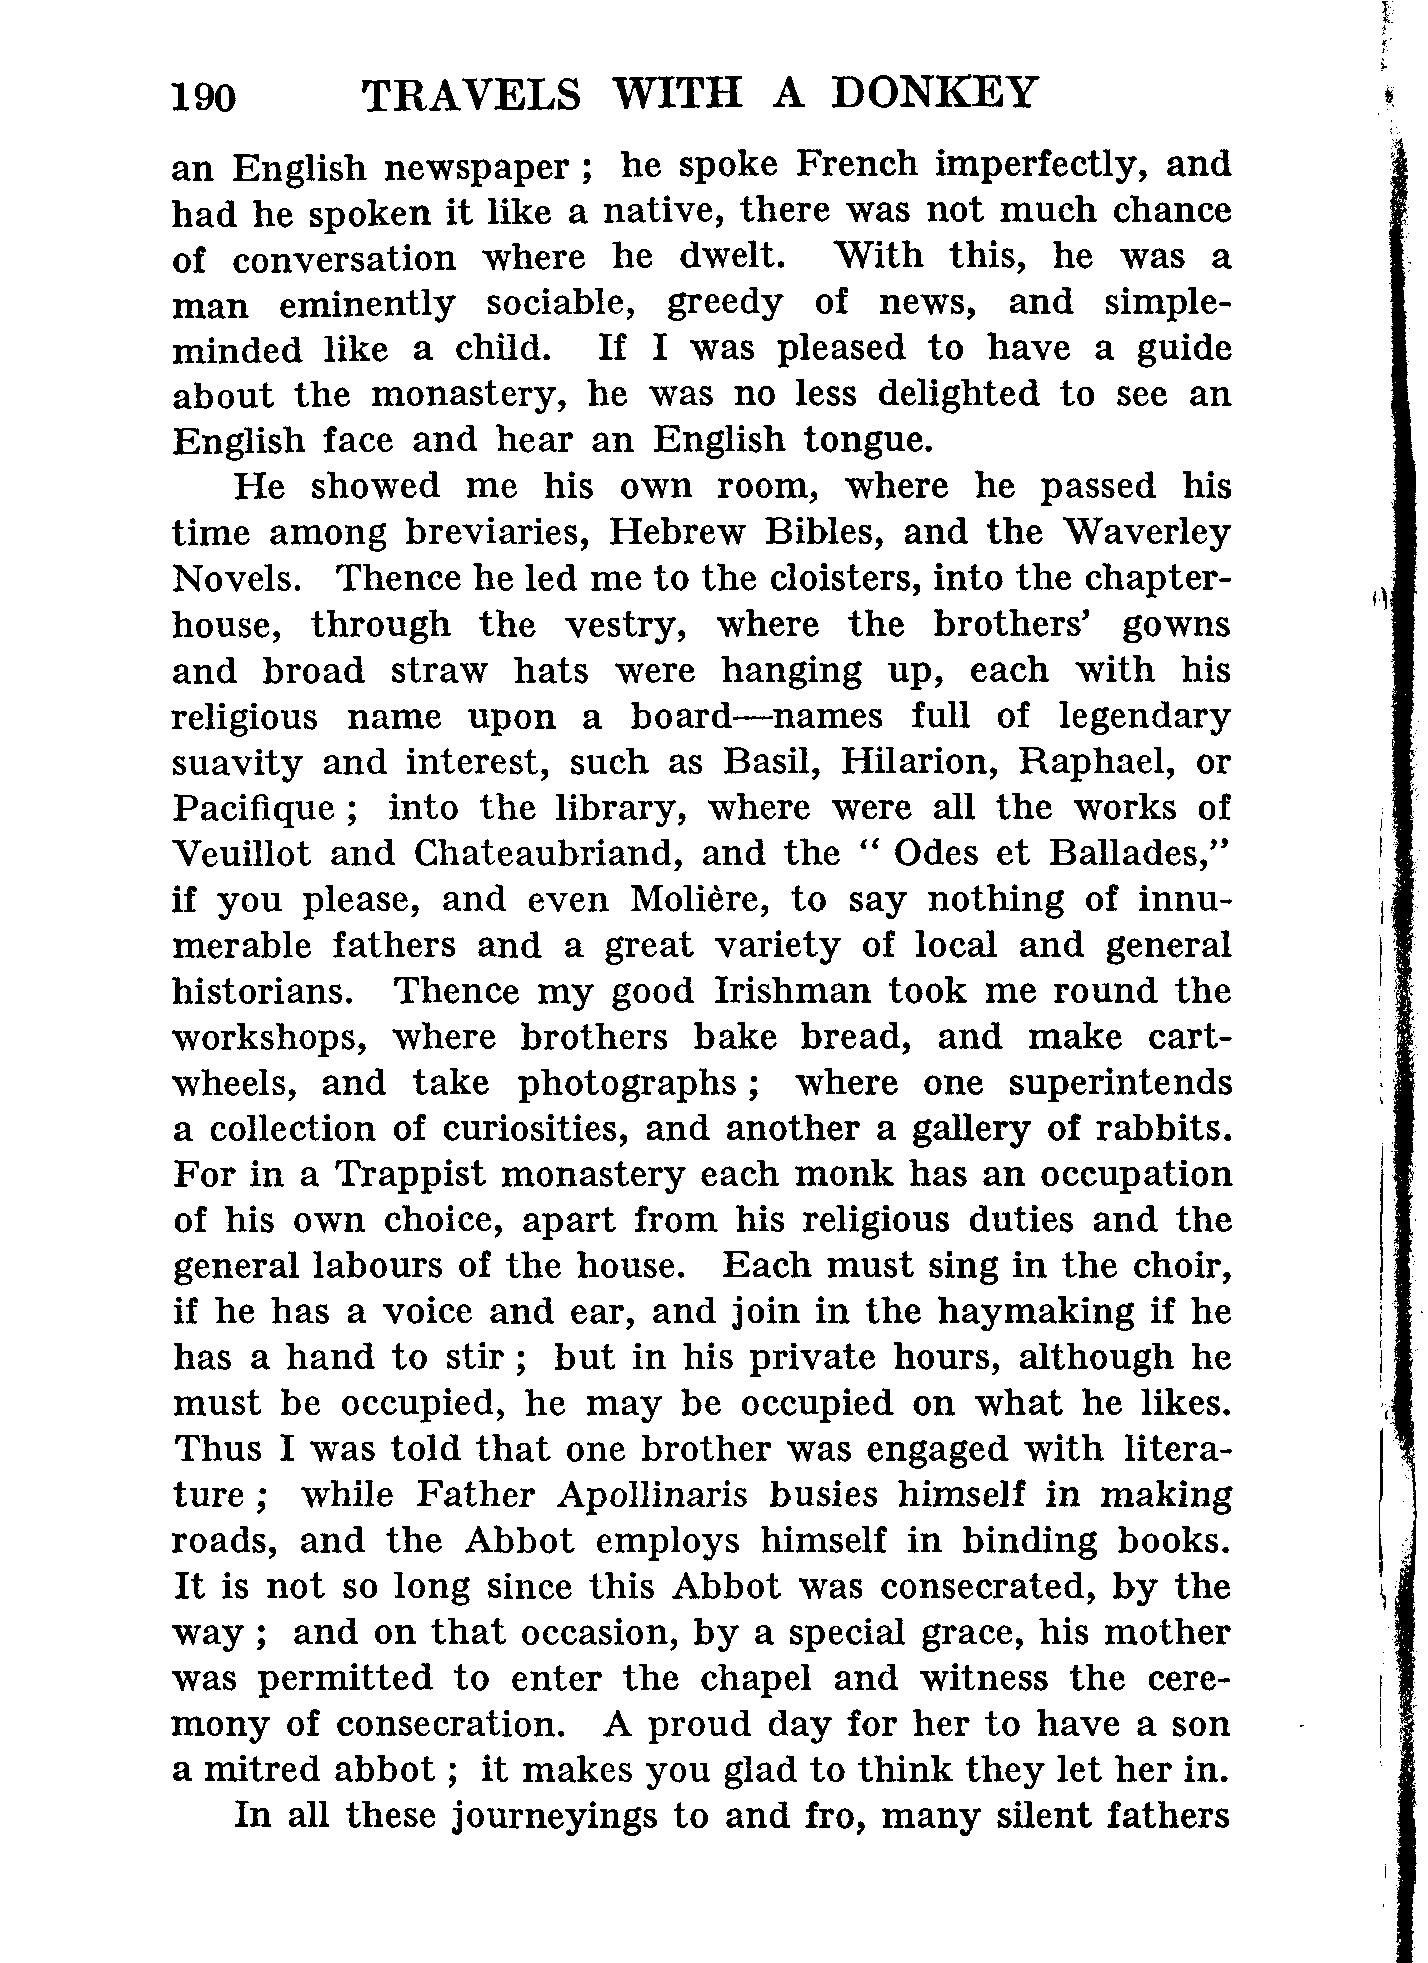 190 TRAVELS WITH A DONKEY
an English newspaper ; he spoke French imperfectly, and
had he spoken it like a native, there was not much chance
of conversation where he dwelt. With this, he was a
man eminently sociable, greedy of news, and simple-
minded like a child. If I was pleased to have a guide
about the monastery, he was no less delighted to see an
English face and hear an English tongue.
He showed me his own room, where he passed his
time among breviaries, Hebrew Bibles, and the Waverley
Novels. Thence he led me to the cloisters, into the chapter-
house, through the vestry, where the brothers’ gowns
and broad straw hats were hanging up, each with his
religious name upon a board—names full of legendary
suavity and interest, such as Basil, Hilarion, Raphael, or
Pacifique ; into the library, where were all the works of
Veuillot and Chateaubriand, and the “ Odes et Ballades,”
if you please, and even Molière, to say nothing of innu-
merable fathers and a great variety of local and general
historians. Thence my good Irishman took me round the
workshops, where brothers bake bread, and make cart-
wheels, and take photographs ; where one superintends
a collection of curiosities, and another a gallery of rabbits.
For in a Trappist monastery each monk has an occupation
of his own choice, apart from his religious duties and the
general labours of the house. Each must sing in the choir,
if he has a voice and ear, and join in the haymaking if he
has a hand to stir ; but in his private hours, although he
must be occupied, he may be occupied on what he likes.
Thus I was told that one brother was engaged with litera-
ture ; while Father Apollinaris busies himself in making
roads, and the Abbot employs himself in binding books.
It is not so long since this Abbot was consecrated, by the
way ; and on that occasion, by a special grace, his mother
was permitted to enter the chapel and witness the cere-
mony of consecration. A proud day for her to have a son
a mitred abbot ; it makes you glad to think they let her in.
In all these journeyings to and fro, many silent fathers